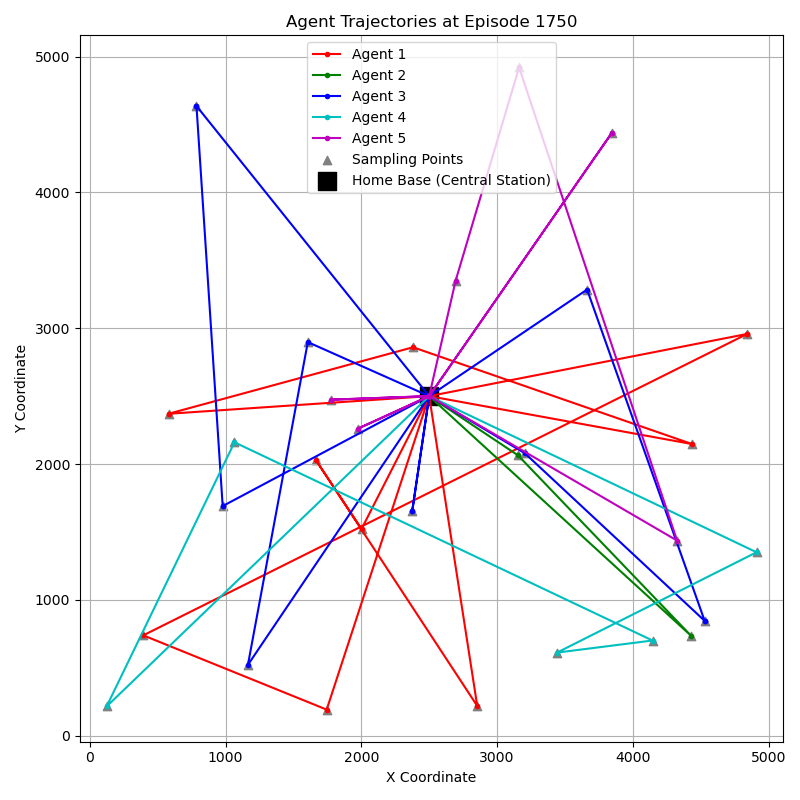 Agent Trajectories at Episode 1750
Agent 1
Agent 2
Agent 3
Agent 4
Agent 5
Sampling Points
Home Base (Central Station)
Y Coordinate
5000
4000
3000
2000
1000
0
0 1000 2000 3000 4000 5000
X Coordinate